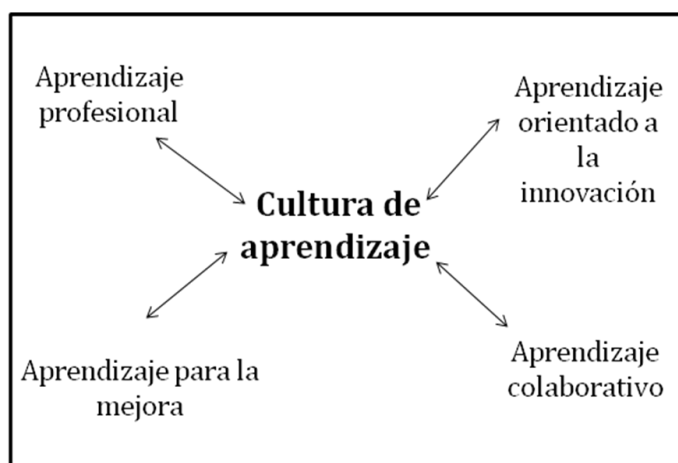 Aprendizaje
profesional
Aprendizaje
orientado a
la
innovación
Cultura de
aprendizaje
Aprendizaje para la
mejora
Aprendizaje
colaborativo